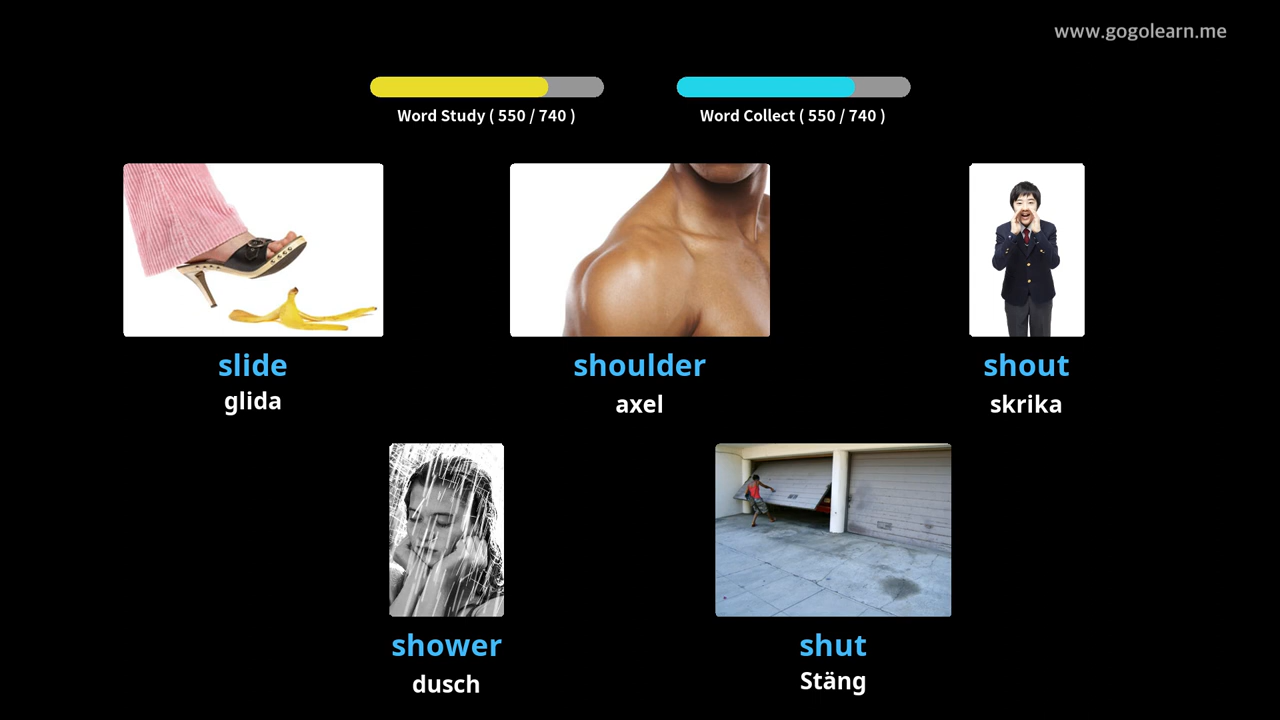 www.gogolearn.me
Word Study ( 550 / 740 )
Word Collect ( 550 / 740 )
slide
glida
shoulder
axel
shout
skrika
shower
dusch
shut
Stäng